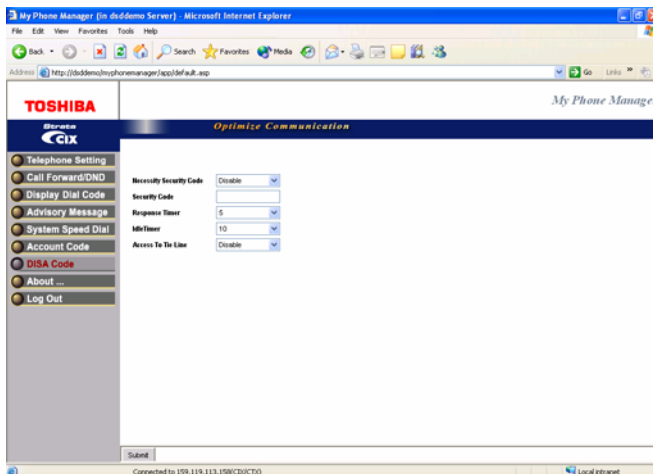 My Phone Manager (in dsddemo Server) - Microsoft Internet Explorer
File Edit View Favorites Tools Help
Back Search Favorites Media
Address http://dsddemo/myphonemanager/app/default.asp Go Links
TOSHIBA
My Phone Manage
Strata
CIX
Optimize Communication
Telephone Setting
Call Forward/DND
Display Dial Code
Advisory Message
System Speed Dial
Account Code
DISA Code
About ...
Log Out
Necessity Security Code Disable
Security Code
Response Timer 5
IdleTimer 10
Access To Tie Line Disable
Submit
Connected to 159.119.113.158(CIX/CTX) Local intranet